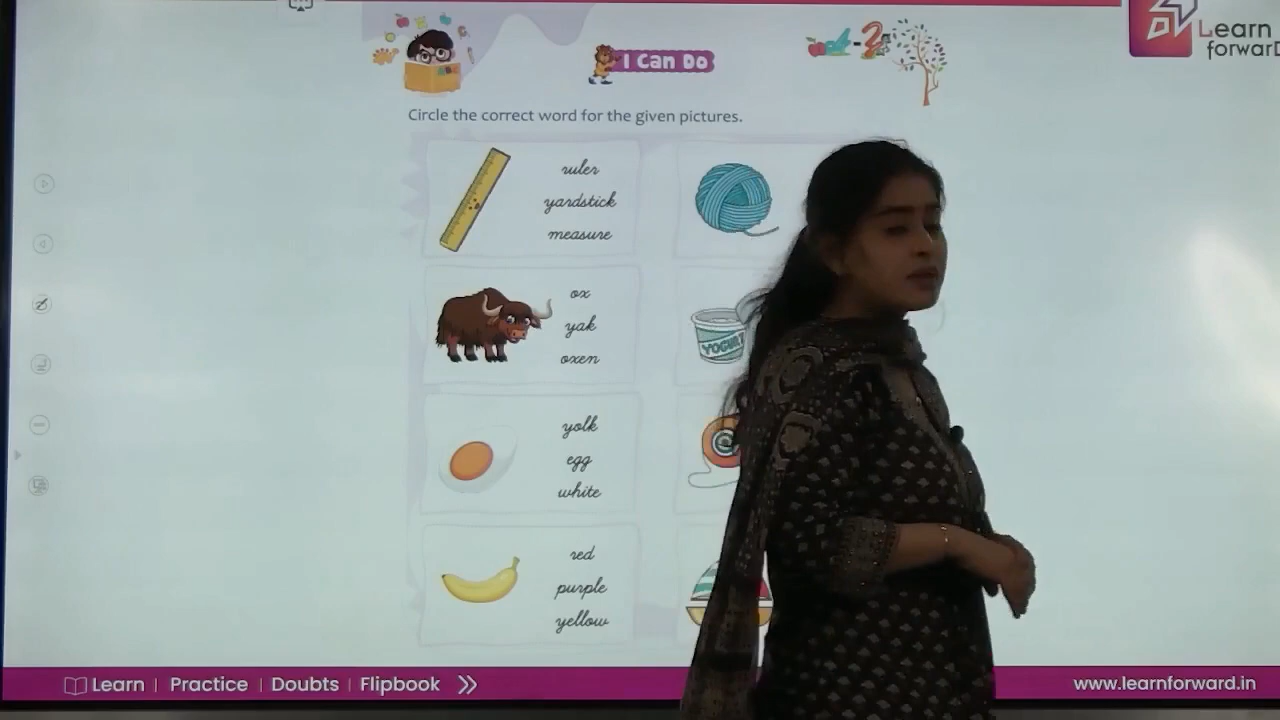 Learn
forward
I Can Do
Circle the correct word for the given pictures.
ruler
yardstick
measure
ox
yak
oxen
YOGURT
yolk
egg
white
red
purple
yellow
Learn | Practice | Doubts | Flipbook
www.learnforward.in